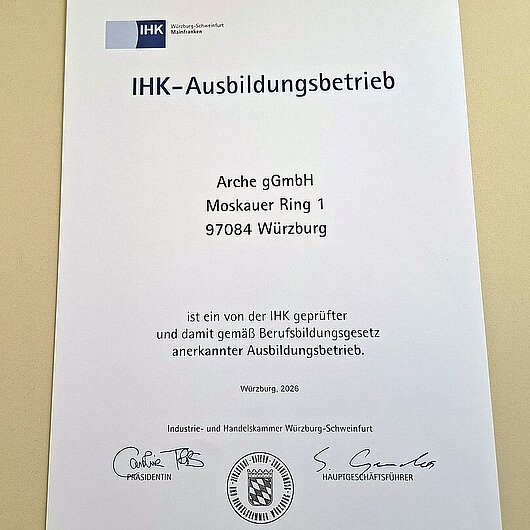 IHK Würzburg-Schweinfurt
Mainfranken
IHK-Ausbildungsbetrieb
Arche gGmbH
Moskauer Ring 1
97084 Würzburg
ist ein von der IHK geprüfter
und damit gemäß Berufsbildungsgesetz
anerkannter Ausbildungsbetrieb.
Würzburg, 2026
Industrie- und Handelskammer Würzburg-Schweinfurt
PRÄSIDENTIN
HAUPTGESCHÄFTSFÜHRER